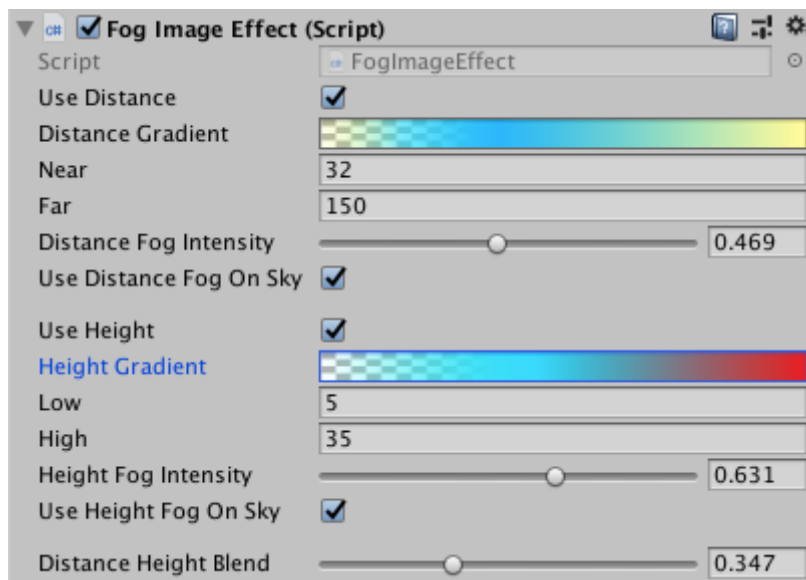 c# Fog Image Effect (Script)
Script FogImageEffect
Use Distance
Distance Gradient
Near 32
Far 150
Distance Fog Intensity 0.469
Use Distance Fog On Sky
Use Height
Height Gradient
Low 5
High 35
Height Fog Intensity 0.631
Use Height Fog On Sky
Distance Height Blend 0.347